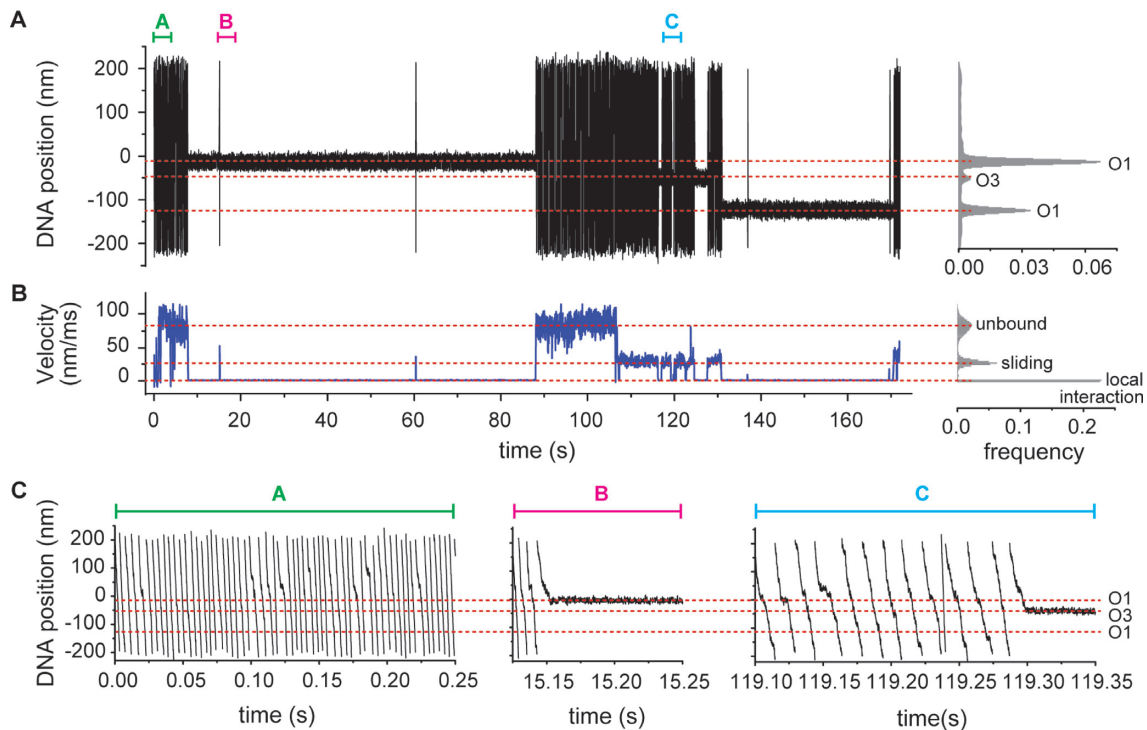 A
A
B
C
DNA position (nm)
200
100
0
-100
-200
O1
O3
O1
0.00 0.03 0.06
B
Velocity
(nm/ms)
100
50
0
unbound
sliding
local
interaction
0 20 40 60 80 100 120 140 160
time (s)
0.0 0.1 0.2
frequency
C
A
B
C
DNA position (nm)
200
100
0
-100
-200
O1
O3
O1
0.00 0.05 0.10 0.15 0.20 0.25
15.15 15.20 15.25
119.10 119.15 119.20 119.25 119.30 119.35
time (s)
time (s)
time(s)